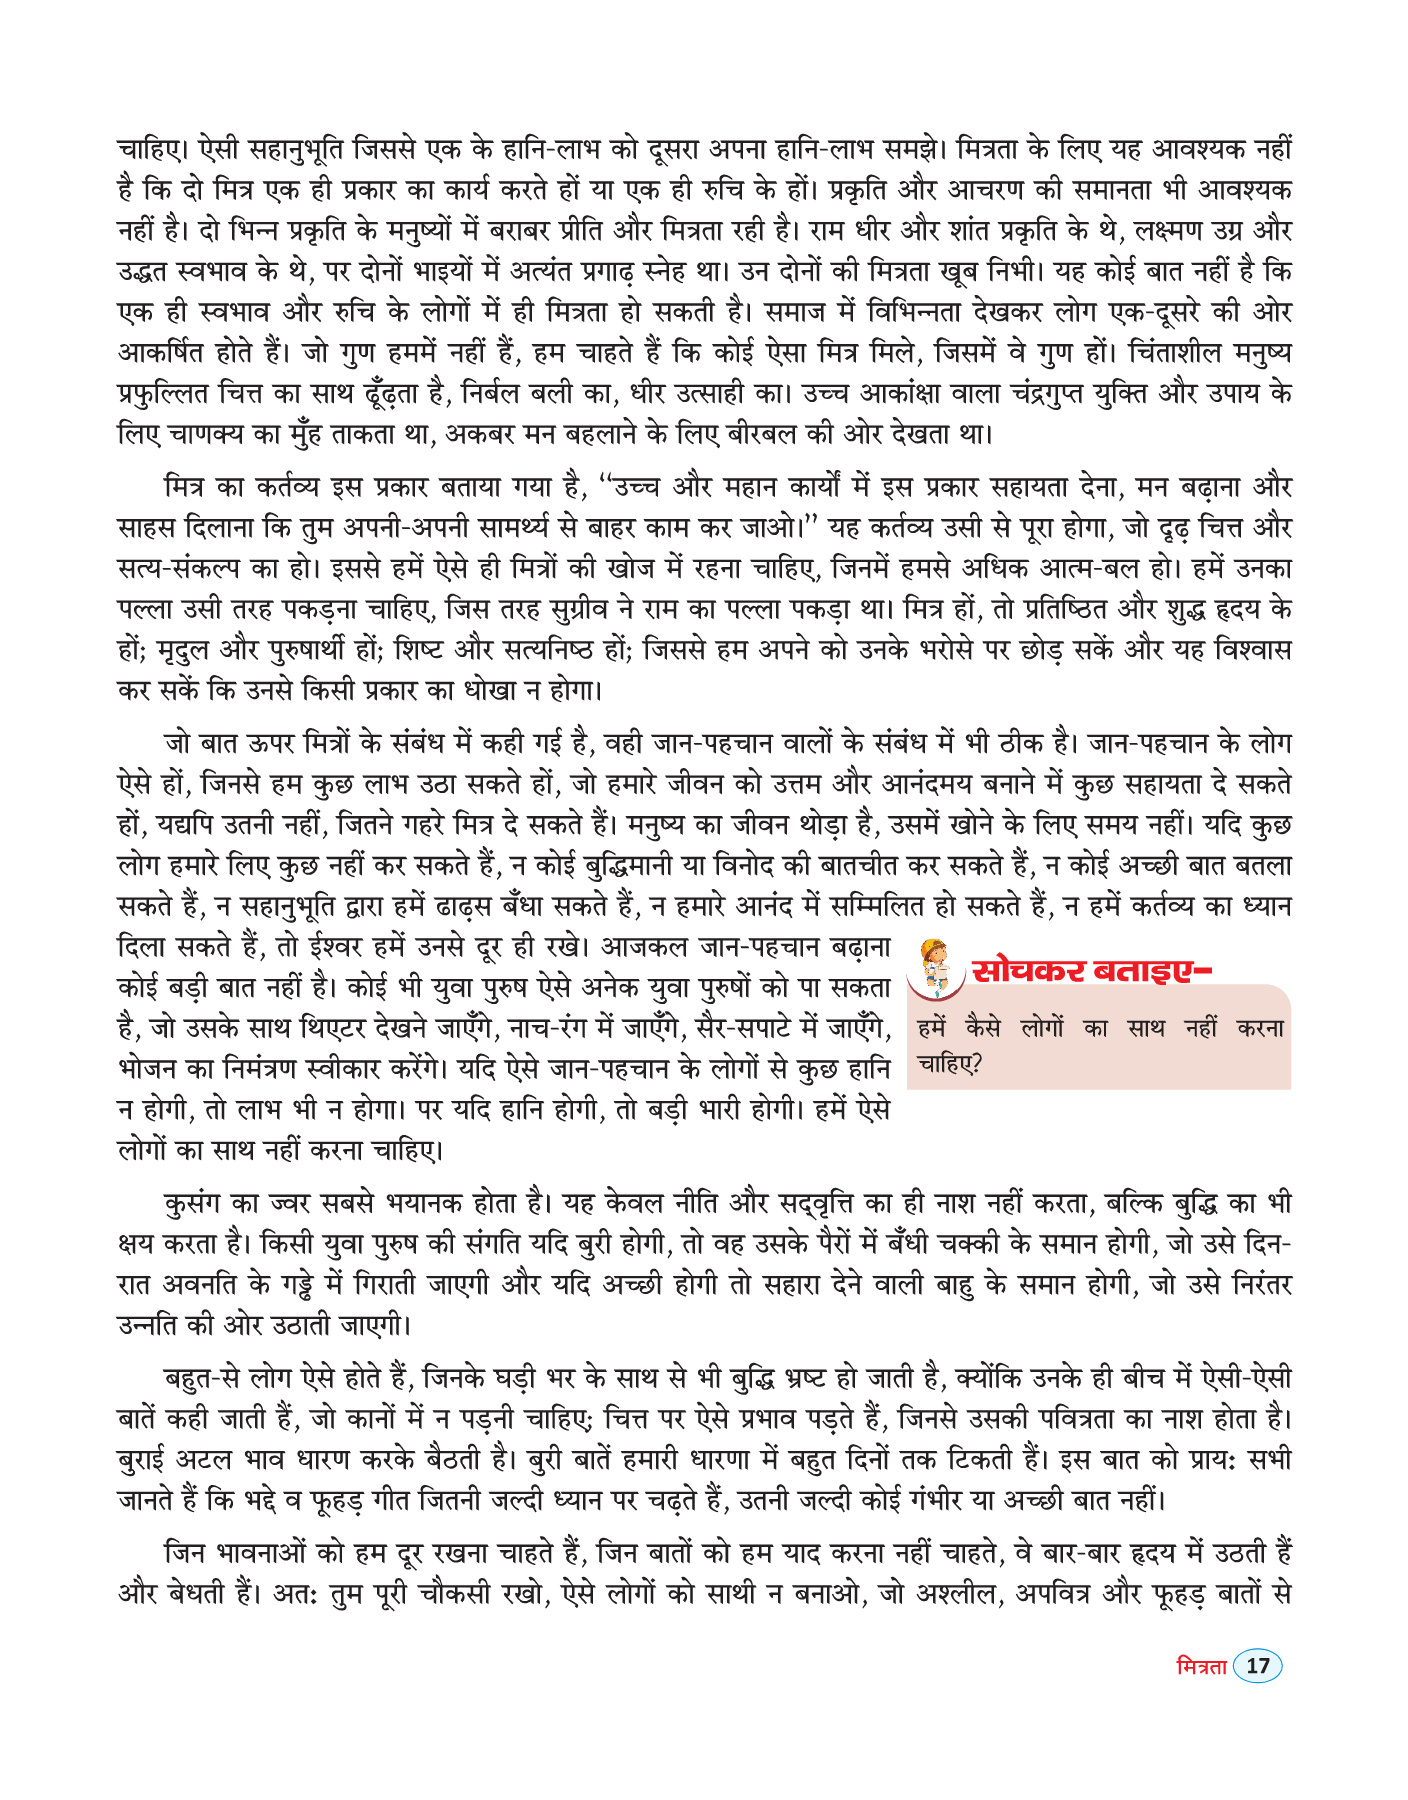 चाहिए। ऐसी सहानुभूति जिससे एक के हानि-लाभ को दूसरा अपना हानि-लाभ समझे। मित्रता के लिए यह आवश्यक नहीं
है कि दो मित्र एक ही प्रकार का कार्य करते हों या एक ही रुचि के हों। प्रकृति और आचरण की समानता भी आवश्यक
नहीं है। दो भिन्न प्रकृति के मनुष्यों में बराबर प्रीति और मित्रता रही है। राम धीर और शांत प्रकृति के थे, लक्ष्मण उग्र और
उद्धत स्वभाव के थे, पर दोनों भाइयों में अत्यंत प्रगाढ़ स्नेह था। उन दोनों की मित्रता खूब निभी। यह कोई बात नहीं है कि
एक ही स्वभाव और रुचि के लोगों में ही मित्रता हो सकती है। समाज में विभिन्नता देखकर लोग एक-दूसरे की ओर
आकर्षित होते हैं। जो गुण हममें नहीं हैं, हम चाहते हैं कि कोई ऐसा मित्र मिले, जिसमें वे गुण हों। चिंताशील मनुष्य
प्रफुल्लित चित्त का साथ ढूँढ़ता है, निर्बल बली का, धीर उत्साही का। उच्च आकांक्षा वाला चंद्रगुप्त युक्ति और उपाय के
लिए चाणक्य का मुँह ताकता था, अकबर मन बहलाने के लिए बीरबल की ओर देखता था।
मित्र का कर्तव्य इस प्रकार बताया गया है, “उच्च और महान कार्यों में इस प्रकार सहायता देना, मन बढ़ाना और
साहस दिलाना कि तुम अपनी-अपनी सामर्थ्य से बाहर काम कर जाओ।” यह कर्तव्य उसी से पूरा होगा, जो दृढ़ चित्त और
सत्य-संकल्प का हो। इससे हमें ऐसे ही मित्रों की खोज में रहना चाहिए, जिनमें हमसे अधिक आत्म-बल हो। हमें उनका
पल्ला उसी तरह पकड़ना चाहिए, जिस तरह सुग्रीव ने राम का पल्ला पकड़ा था। मित्र हों, तो प्रतिष्ठित और शुद्ध हृदय के
हों; मृदुल और पुरुषार्थी हों; शिष्ट और सत्यनिष्ठ हों; जिससे हम अपने को उनके भरोसे पर छोड़ सकें और यह विश्वास
कर सकें कि उनसे किसी प्रकार का धोखा न होगा।
जो बात ऊपर मित्रों के संबंध में कही गई है, वही जान-पहचान वालों के संबंध में भी ठीक है। जान-पहचान के लोग
ऐसे हों, जिनसे हम कुछ लाभ उठा सकते हों, जो हमारे जीवन को उत्तम और आनंदमय बनाने में कुछ सहायता दे सकते
हों, यद्यपि उतनी नहीं, जितने गहरे मित्र दे सकते हैं। मनुष्य का जीवन थोड़ा है, उसमें खोने के लिए समय नहीं। यदि कुछ
लोग हमारे लिए कुछ नहीं कर सकते हैं, न कोई बुद्धिमानी या विनोद की बातचीत कर सकते हैं, न कोई अच्छी बात बतला
सकते हैं, न सहानुभूति द्वारा हमें ढाढ़स बँधा सकते हैं, न हमारे आनंद में सम्मिलित हो सकते हैं, न हमें कर्तव्य का ध्यान
दिला सकते हैं, तो ईश्वर हमें उनसे दूर ही रखे। आजकल जान-पहचान बढ़ाना
कोई बड़ी बात नहीं है। कोई भी युवा पुरुष ऐसे अनेक युवा पुरुषों को पा सकता
है, जो उसके साथ थिएटर देखने जाएँगे, नाच-रंग में जाएँगे, सैर-सपाटे में जाएँगे,
भोजन का निमंत्रण स्वीकार करेंगे। यदि ऐसे जान-पहचान के लोगों से कुछ हानि
न होगी, तो लाभ भी न होगा। पर यदि हानि होगी, तो बड़ी भारी होगी। हमें ऐसे
लोगों का साथ नहीं करना चाहिए।
सोचकर बताइए–
हमें कैसे लोगों का साथ नहीं करना
चाहिए?
कुसंग का ज्वर सबसे भयानक होता है। यह केवल नीति और सद्‌वृत्ति का ही नाश नहीं करता, बल्कि बुद्धि का भी
क्षय करता है। किसी युवा पुरुष की संगति यदि बुरी होगी, तो वह उसके पैरों में बँधी चक्की के समान होगी, जो उसे दिन-
रात अवनति के गड्ढे में गिराती जाएगी और यदि अच्छी होगी तो सहारा देने वाली बाहु के समान होगी, जो उसे निरंतर
उन्नति की ओर उठाती जाएगी।
बहुत-से लोग ऐसे होते हैं, जिनके घड़ी भर के साथ से भी बुद्धि भ्रष्ट हो जाती है, क्योंकि उनके ही बीच में ऐसी-ऐसी
बातें कही जाती हैं, जो कानों में न पड़नी चाहिए; चित्त पर ऐसे प्रभाव पड़ते हैं, जिनसे उसकी पवित्रता का नाश होता है।
बुराई अटल भाव धारण करके बैठती है। बुरी बातें हमारी धारणा में बहुत दिनों तक टिकती हैं। इस बात को प्रायः सभी
जानते हैं कि भद्दे व फूहड़ गीत जितनी जल्दी ध्यान पर चढ़ते हैं, उतनी जल्दी कोई गंभीर या अच्छी बात नहीं।
जिन भावनाओं को हम दूर रखना चाहते हैं, जिन बातों को हम याद करना नहीं चाहते, वे बार-बार हृदय में उठती हैं
और बेधती हैं। अतः तुम पूरी चौकसी रखो, ऐसे लोगों को साथी न बनाओ, जो अश्लील, अपवित्र और फूहड़ बातों से
मित्रता 17